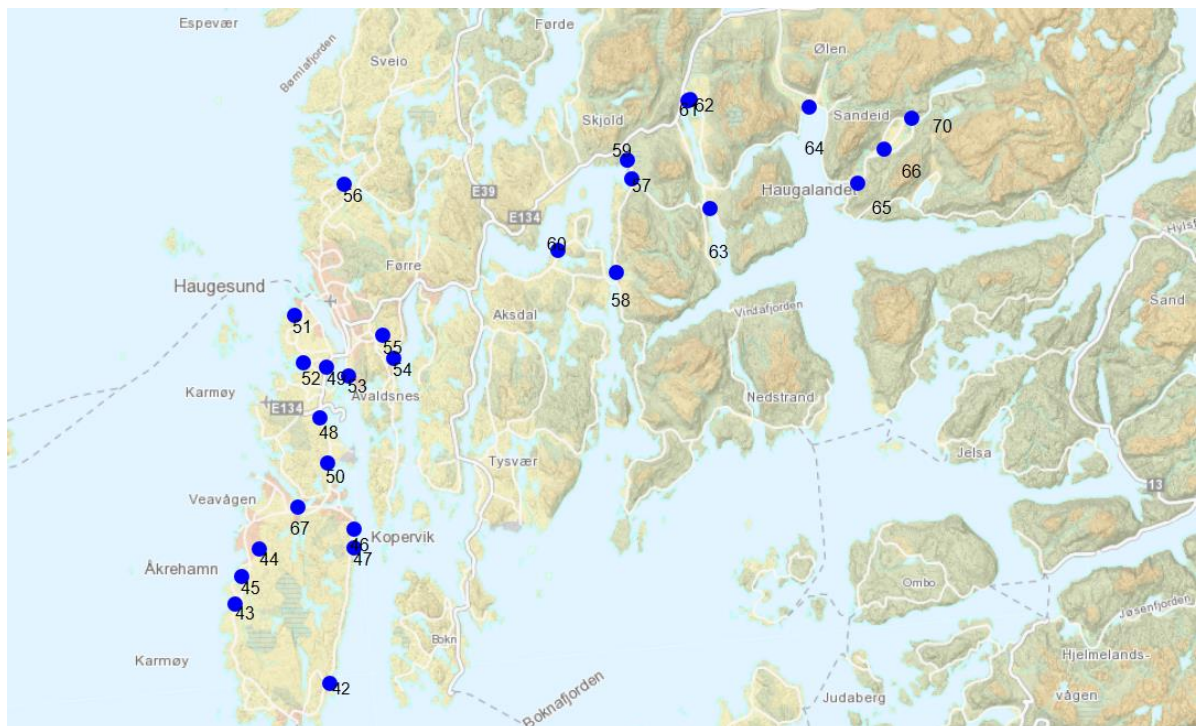 Espevær
Førde
Ølen
Bømlafjorden
Sveio
61
62
Skjold
Sandeid
70
64
59
57
66
E39
Haugalandet
56
65
E134
60
63
Førre
58
Haugesund
Vindafjorden
Sand
51
Aksdal
55
52
49
53
54
Karmøy
Avaldsnes
Nedstrand
E134
48
Jelsa
Tysvær
50
13
Veavågen
67
46
Kopervik
47
44
Åkrehamn
45
Ombo
43
Jøsenfjorden
Bokn
Karmøy
Hjelmelands-
vågen
42
Judaberg
Boknafjorden